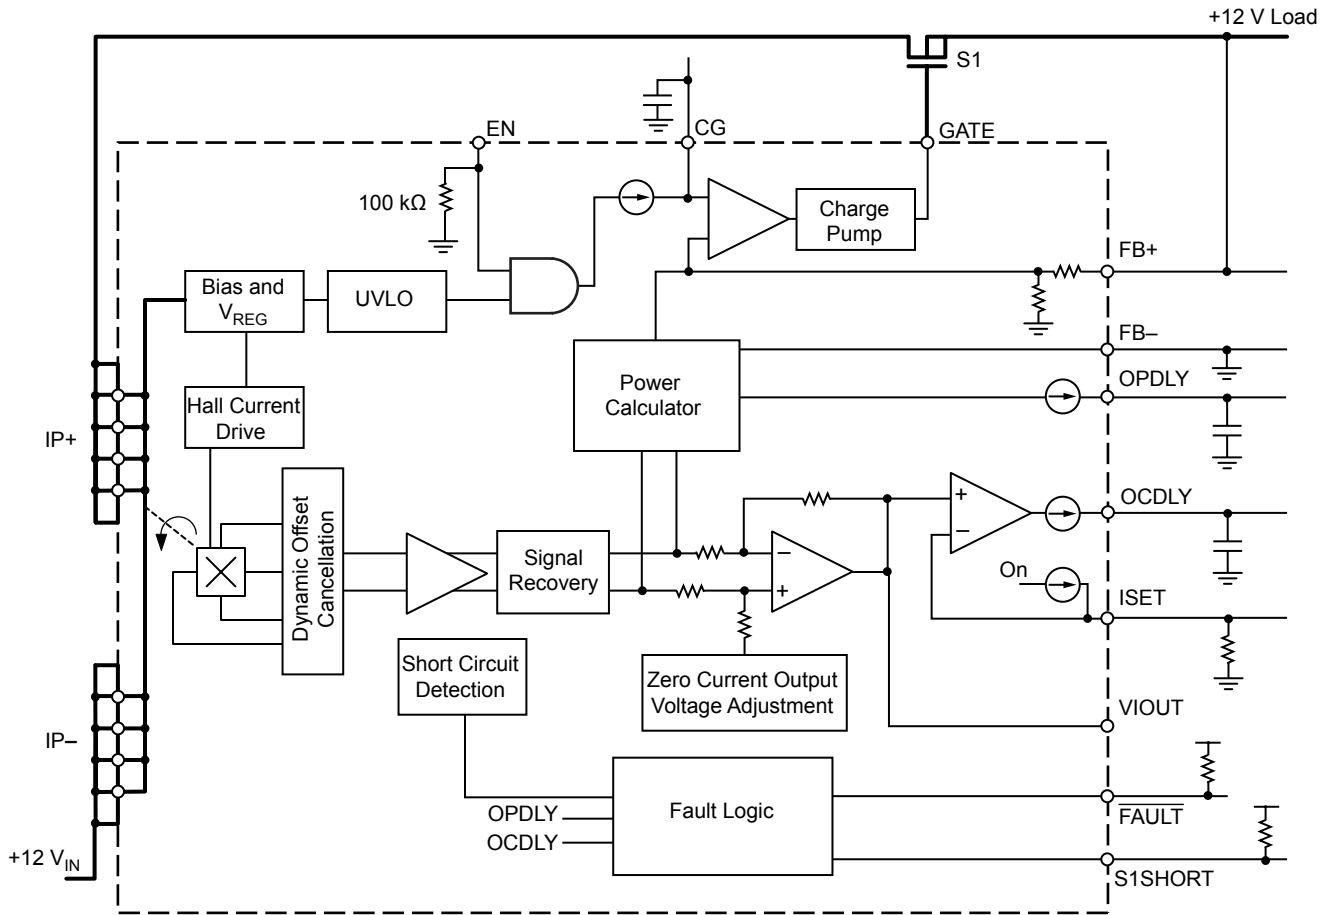 +12 V Load
S1
EN
CG
GATE
100 kΩ
Charge
Pump
FB+
Bias and
VREG
UVLO
FB–
OPDLY
Power
Calculator
Hall Current
Drive
IP+
OCDLY
Dynamic Offset
Cancellation
Signal
Recovery
+
–
–
+
On
ISET
Short Circuit
Detection
Zero Current Output
Voltage Adjustment
VIOUT
IP–
Fault Logic
OPDLY
OCDLY
FAULT
+12 VIN
S1SHORT